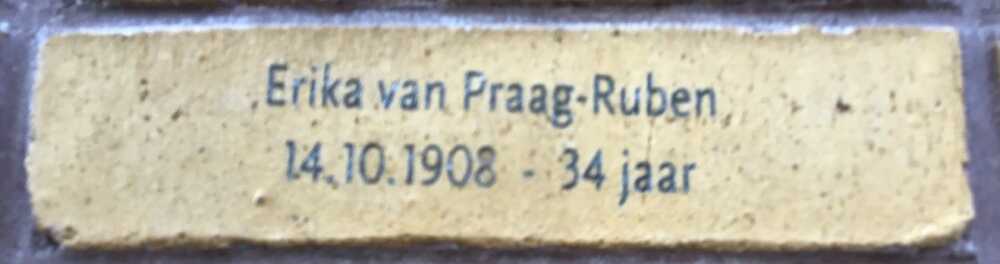 Erika van Praag-Ruben
14.10.1908 - 34 jaar